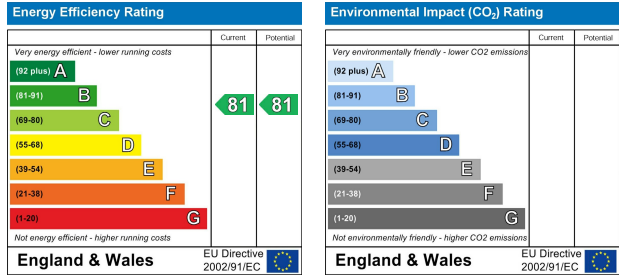 Energy Efficiency Rating
Current Potential
Very energy efficient - lower running costs
(92 plus) A
(81-91) B
81 81
(69-80) C
(55-68) D
(39-54) E
(21-38) F
(1-20) G
Not energy efficient - higher running costs
England & Wales
EU Directive
2002/91/EC
Environmental Impact (CO₂) Rating
Current Potential
Very environmentally friendly - lower CO2 emissions
(92 plus) A
(81-91) B
(69-80) C
(55-68) D
(39-54) E
(21-38) F
(1-20) G
Not environmentally friendly - higher CO2 emissions
England & Wales
EU Directive
2002/91/EC